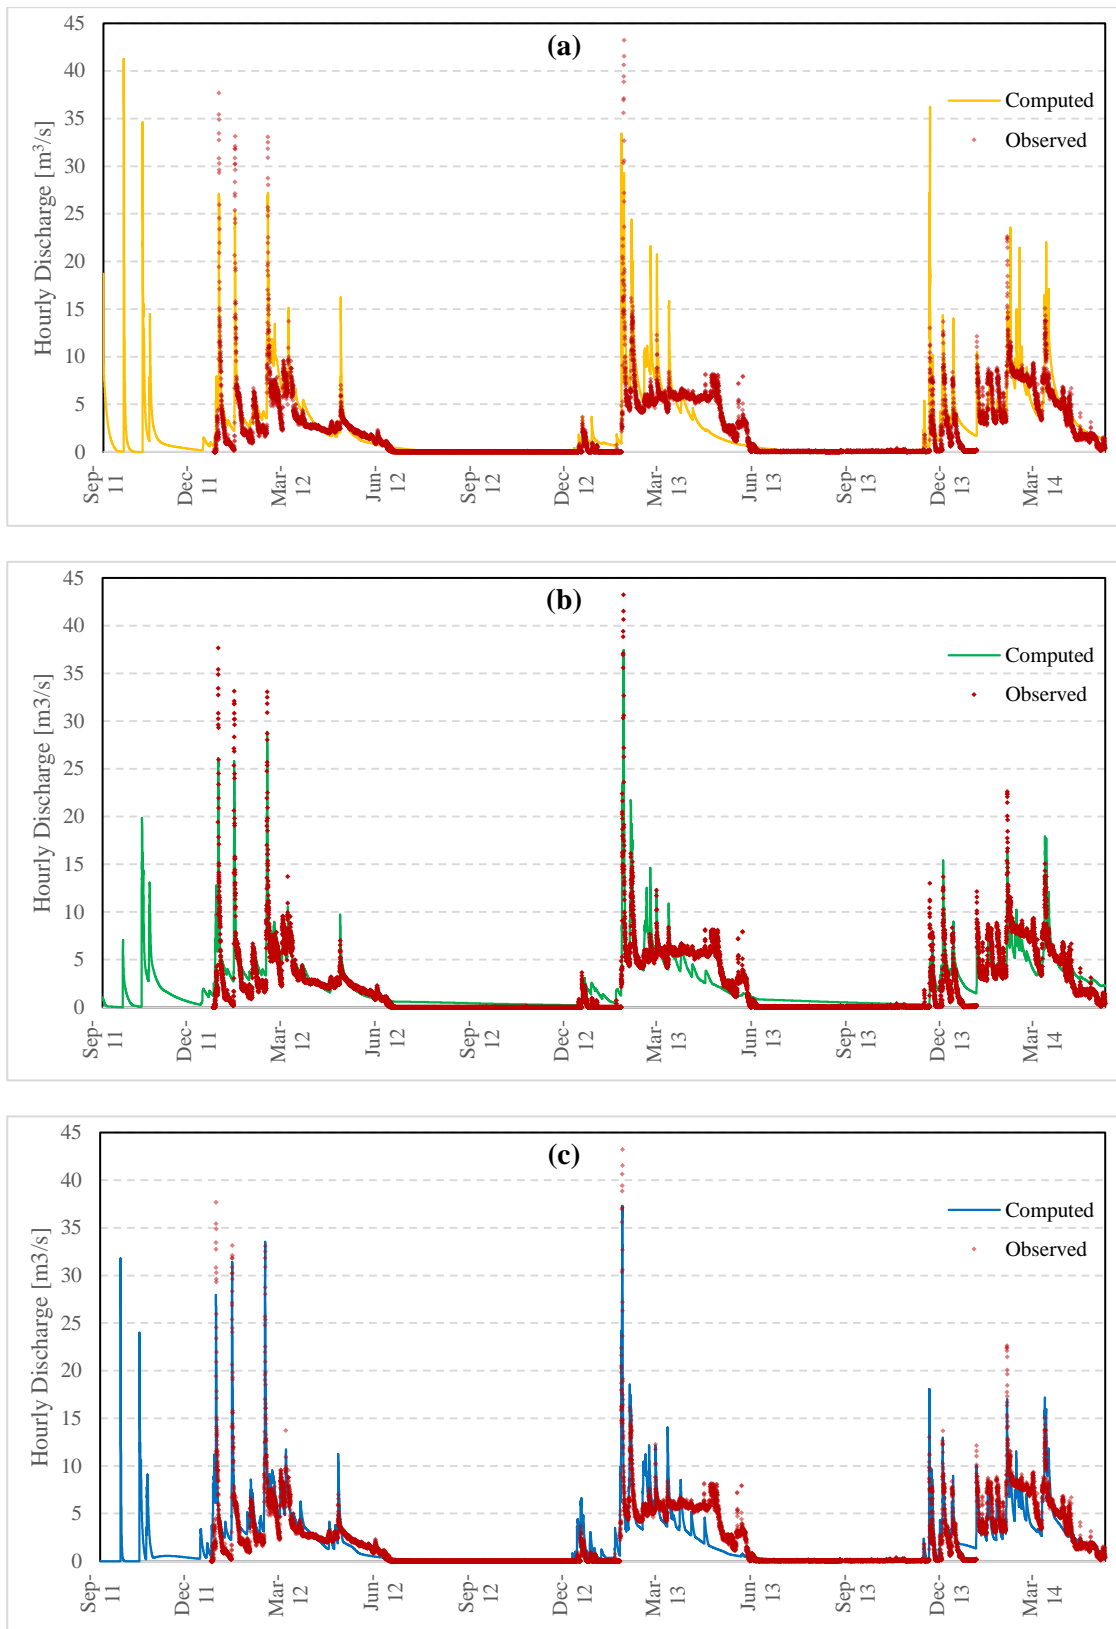 (a)
Hourly Discharge [m³/s]
45
40
35
30
25
20
15
10
5
0
Computed
Observed
Sep-11
Dec-11
Mar-12
Jun-12
Sep-12
Dec-12
Mar-13
Jun-13
Sep-13
Dec-13
Mar-14
(b)
Hourly Discharge [m3/s]
45
40
35
30
25
20
15
10
5
0
Computed
Observed
Sep-11
Dec-11
Mar-12
Jun-12
Sep-12
Dec-12
Mar-13
Jun-13
Sep-13
Dec-13
Mar-14
(c)
Hourly Discharge [m3/s]
45
40
35
30
25
20
15
10
5
0
Computed
Observed
Sep-11
Dec-11
Mar-12
Jun-12
Sep-12
Dec-12
Mar-13
Jun-13
Sep-13
Dec-13
Mar-14